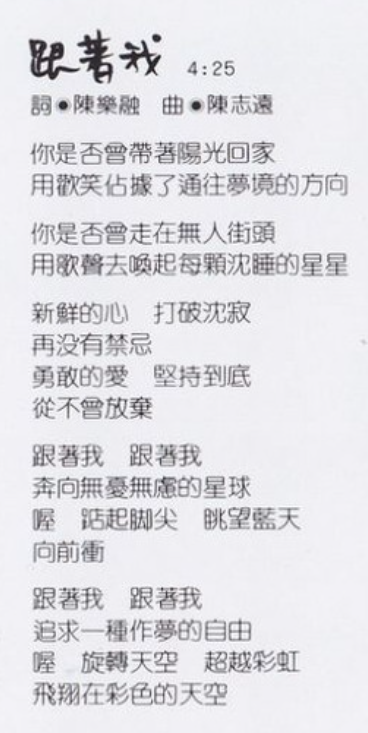 跟著我 4:25
詞●陳樂融 曲●陳志遠
你是否曾帶著陽光回家
用歡笑佔據了通往夢境的方向
你是否曾走在無人街頭
用歌聲去喚起每顆沈睡的星星
新鮮的心 打破沈寂
再没有禁忌
勇敢的愛 堅持到底
從不曾放棄
跟著我 跟著我
奔向無憂無慮的星球
喔 踮起脚尖 眺望藍天
向前衝
跟著我 跟著我
追求一種作夢的自由
喔 旋轉天空 超越彩虹
飛翔在彩色的天空